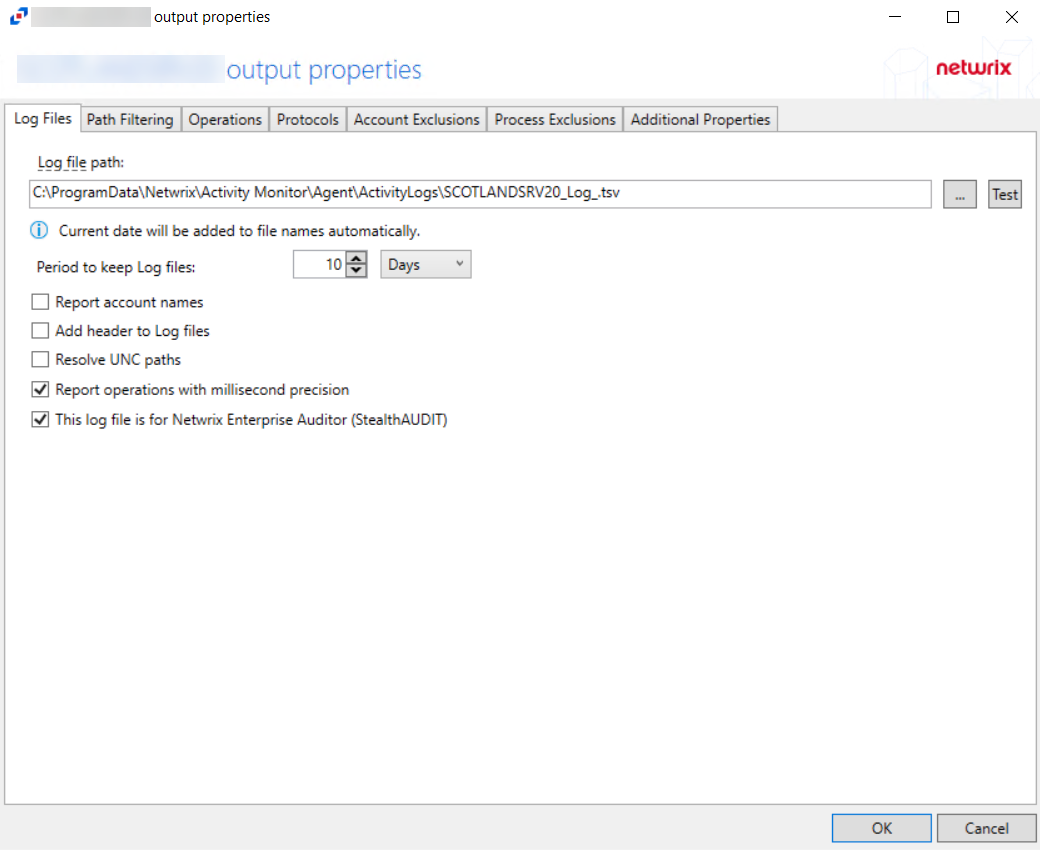 output properties
output properties
netwrix
Log Files Path Filtering Operations Protocols Account Exclusions Process Exclusions Additional Properties
Log file path:
C:\ProgramData\Netwrix\Activity Monitor\Agent\ActivityLogs\SCOTLANDSRV20_Log_.tsv ... Test
Current date will be added to file names automatically.
Period to keep Log files: 10 Days
Report account names
Add header to Log files
Resolve UNC paths
Report operations with millisecond precision
This log file is for Netwrix Enterprise Auditor (StealthAUDIT)
OK Cancel